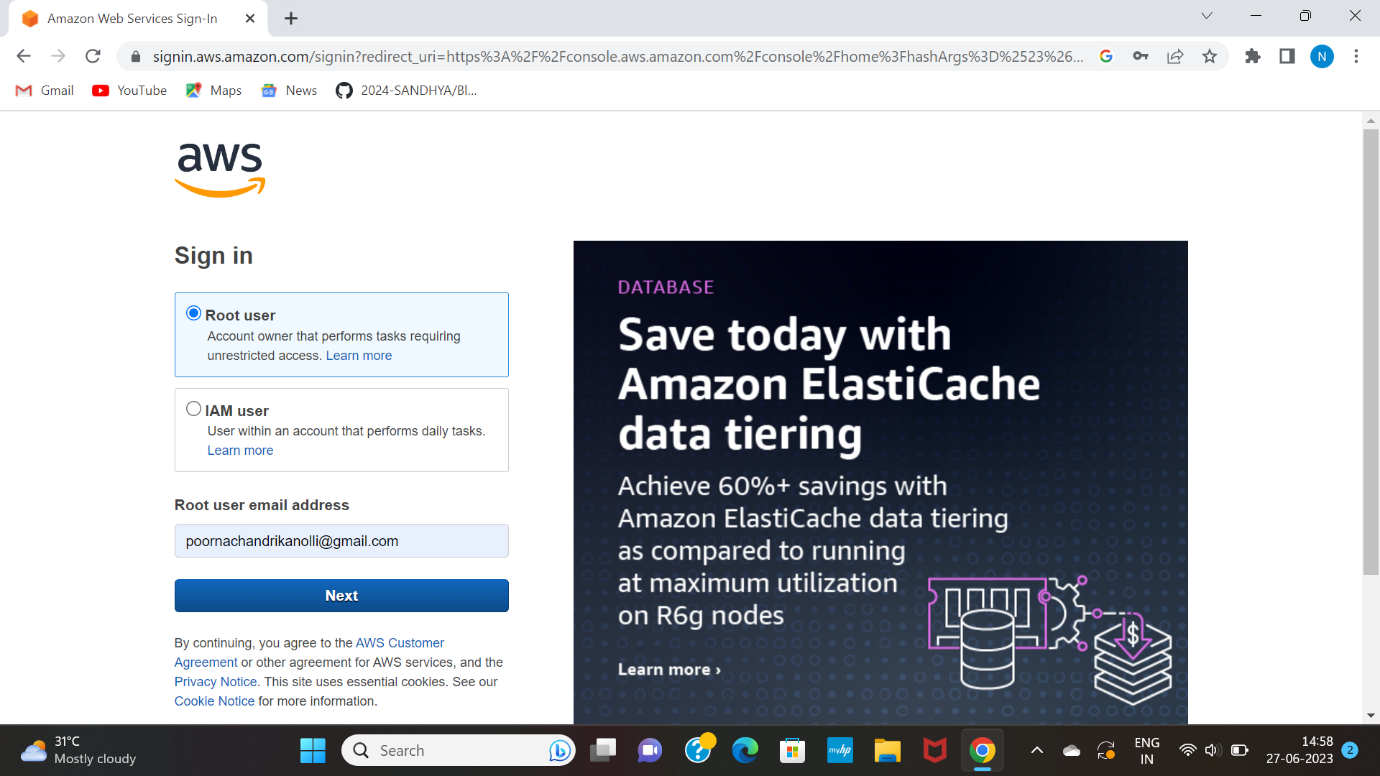 Amazon Web Services Sign-In
signin.aws.amazon.com/signin?redirect_uri=https%3A%2F%2Fconsole.aws.amazon.com%2Fconsole%2Fhome%3FhashArgs%3D%2523%26...
N
Gmail
YouTube
Maps
News
2024-SANDHYA/BI...
aws
Sign in
Root user
Account owner that performs tasks requiring
unrestricted access. Learn more
IAM user
User within an account that performs daily tasks.
Learn more
Root user email address
poornachandrikanolli@gmail.com
Next
By continuing, you agree to the AWS Customer
Agreement or other agreement for AWS services, and the
Privacy Notice. This site uses essential cookies. See our
Cookie Notice for more information.
DATABASE
Save today with
Amazon ElastiCache
data tiering
Achieve 60%+ savings with
Amazon ElastiCache data tiering
as compared to running
at maximum utilization
on R6g nodes
Learn more ›
$
31°C
Mostly cloudy
Search
myhp
ENG
IN
14:58
27-06-2023
2